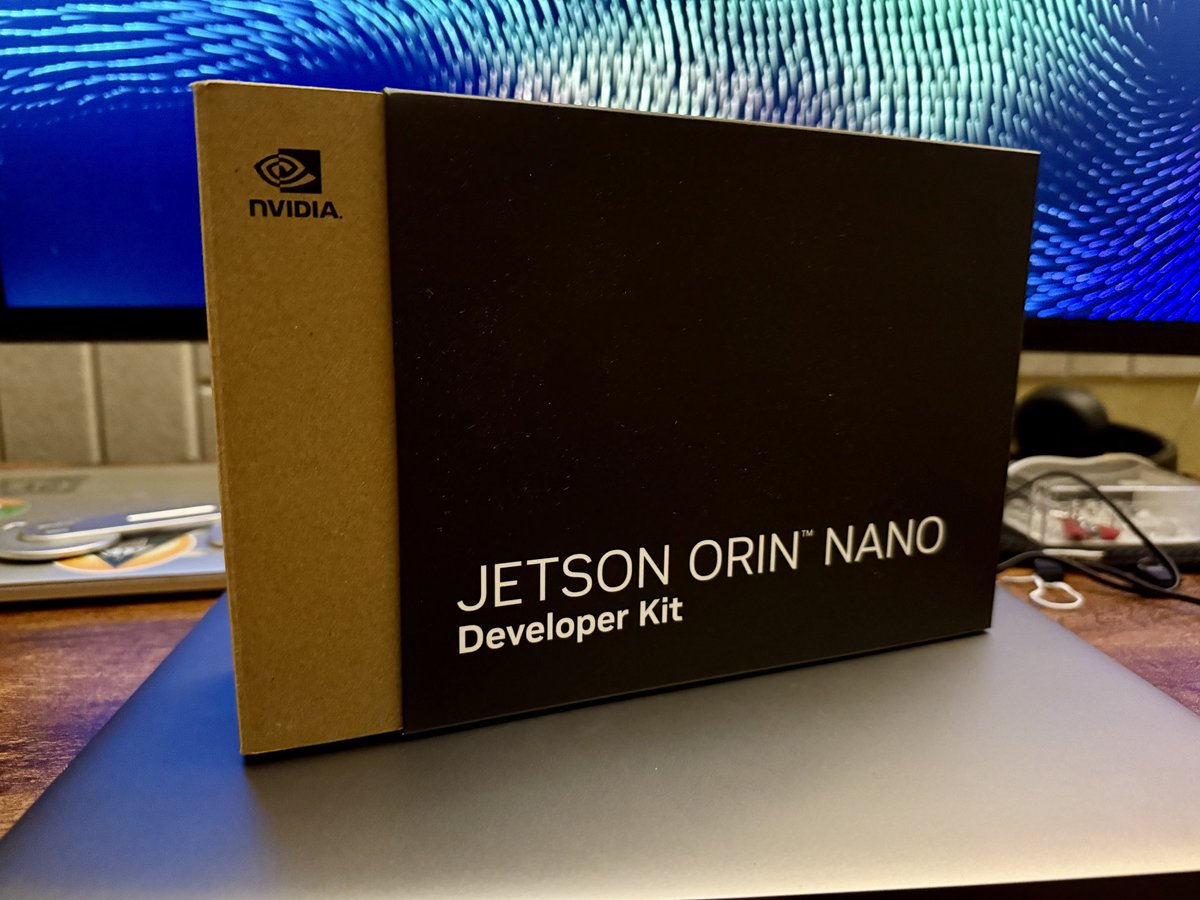 NVIDIA.
JETSON ORIN™ NANO
Developer Kit